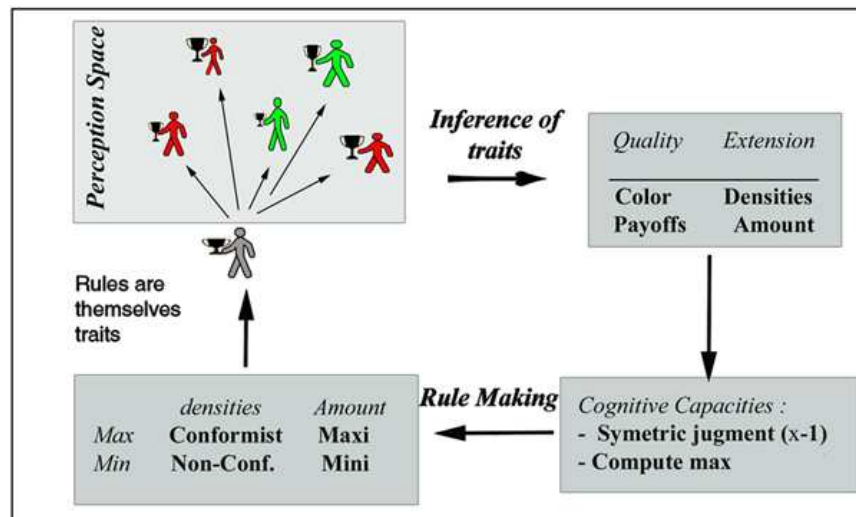 Perception Space
Inference of
traits
Quality Extension
Color Densities
Payoffs Amount
Rules are
themselves
traits
densities Amount
Max Conformist Maxi
Min Non-Conf. Mini
Rule Making
Cognitive Capacities :
- Symetric jugment (x-1)
- Compute max